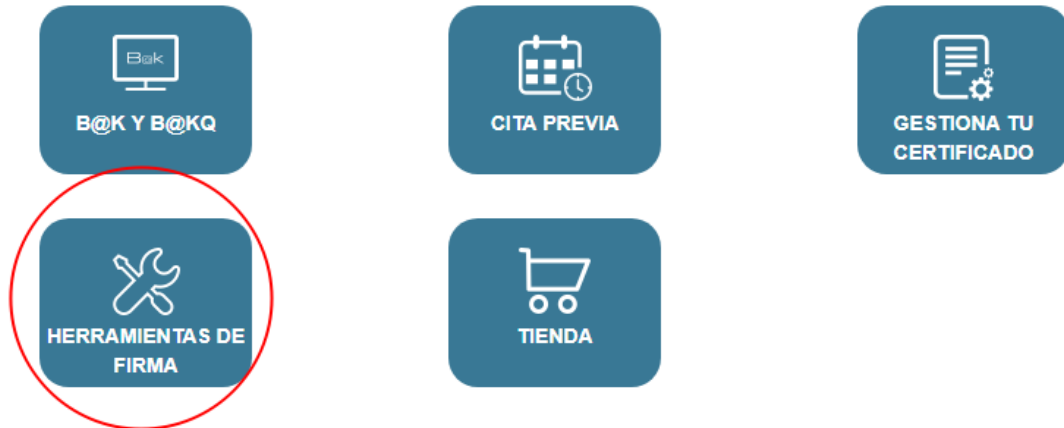 B@k
B@K Y B@KQ
CITA PREVIA
GESTIONA TU
CERTIFICADO
HERRAMIENTAS DE
FIRMA
TIENDA